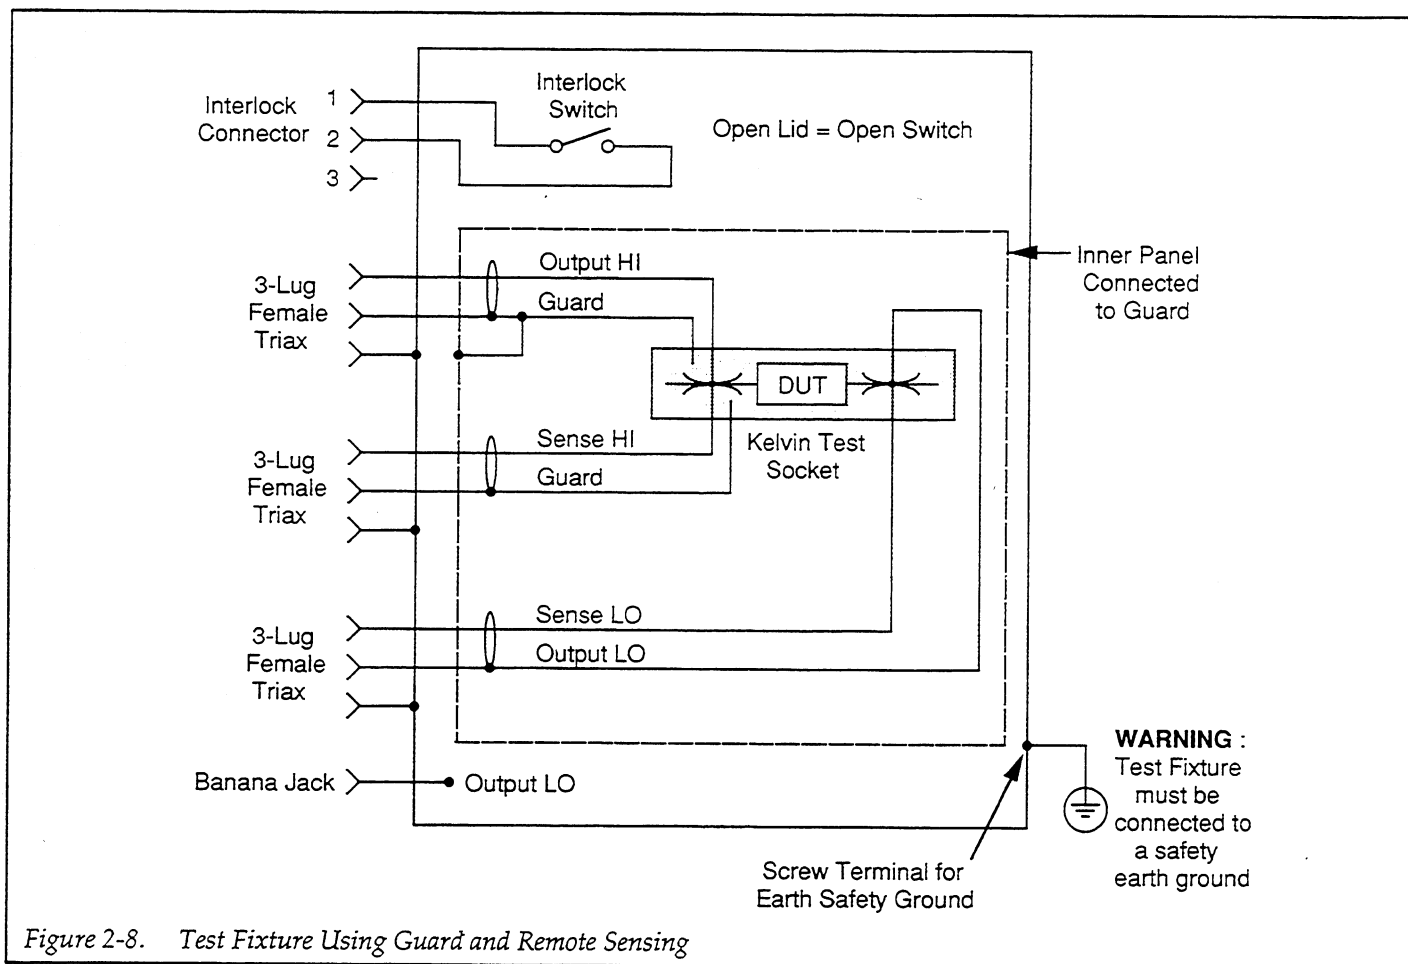 Interlock
Connector
1
2
3
Interlock
Switch
Open Lid = Open Switch
3-Lug
Female
Triax
Output HI
Guard
Inner Panel
Connected
to Guard
DUT
Kelvin Test
Socket
3-Lug
Female
Triax
Sense HI
Guard
3-Lug
Female
Triax
Sense LO
Output LO
Banana Jack
Output LO
WARNING :
Test Fixture
must be
connected to
a safety
earth ground
Screw Terminal for
Earth Safety Ground
Figure 2-8. Test Fixture Using Guard and Remote Sensing